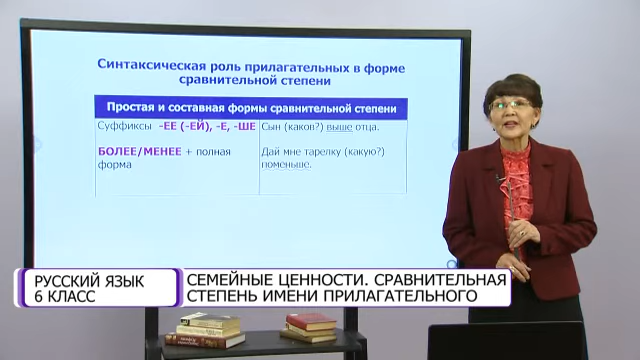 Синтаксическая роль прилагательных в форме
сравнительной степени
Простая и составная формы сравнительной степени
Суффиксы -ЕЕ (-ЕЙ), -Е, -ШЕ
Сын (каков?) выше отца.
БОЛЕЕ/МЕНЕЕ + полная
форма
Дай мне тарелку (какую?)
поменьше.
РУССКИЙ ЯЗЫК
6 КЛАСС
СЕМЕЙНЫЕ ЦЕННОСТИ. СРАВНИТЕЛЬНАЯ
СТЕПЕНЬ ИМЕНИ ПРИЛАГАТЕЛЬНОГО